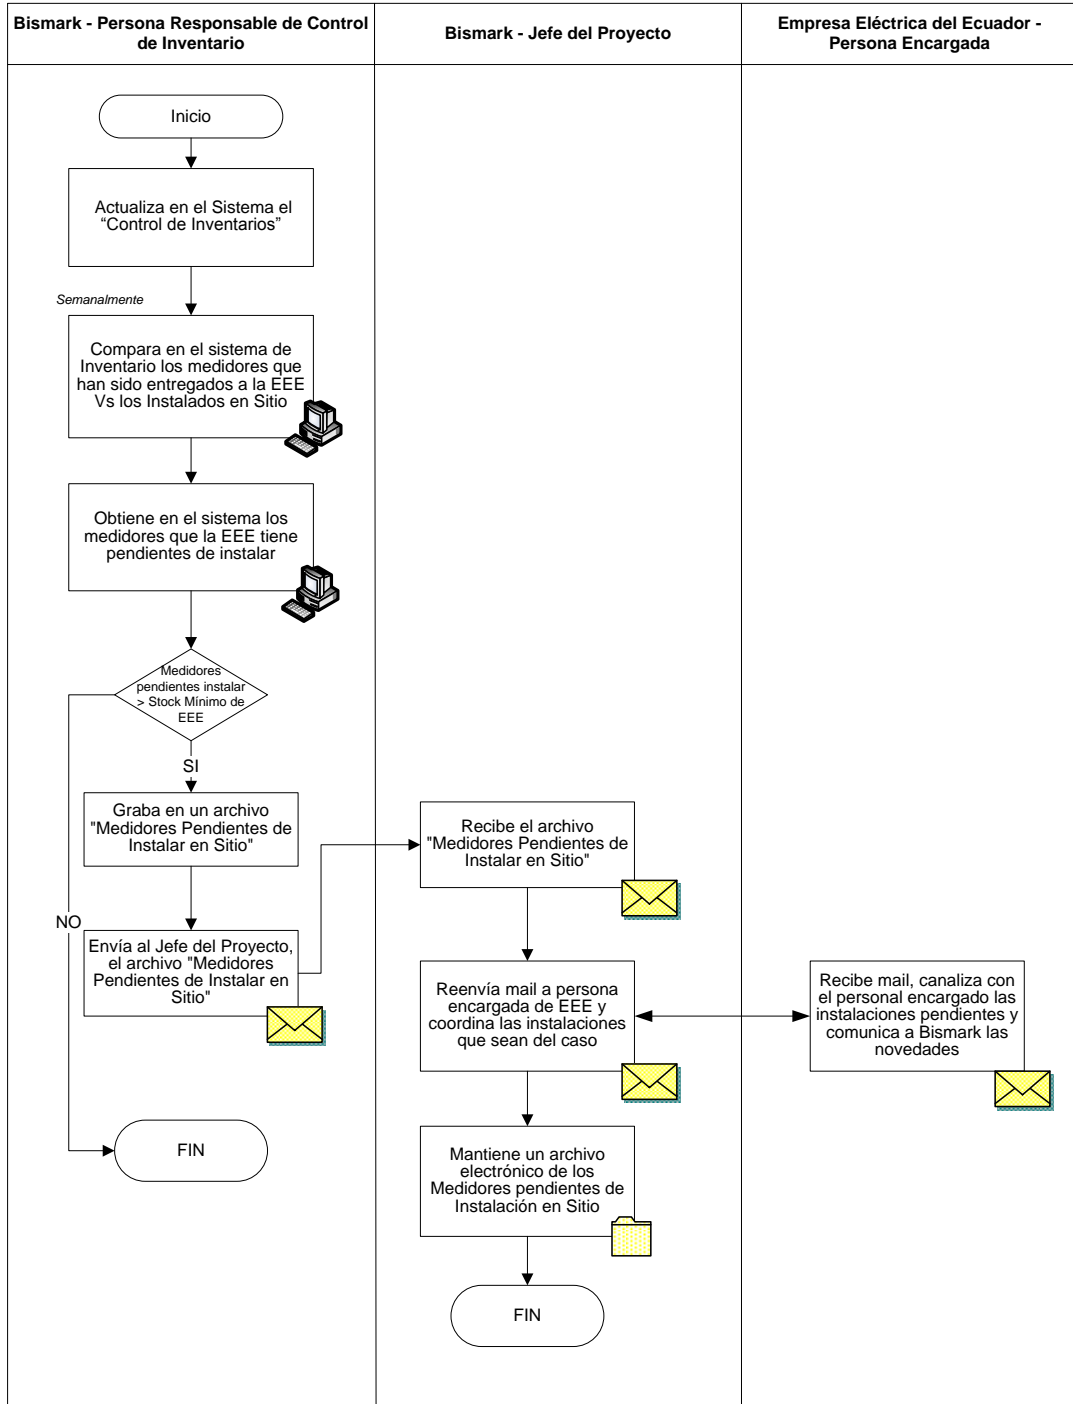 Bismark - Persona Responsable de Control
de Inventario
Bismark - Jefe del Proyecto
Empresa Eléctrica del Ecuador -
Persona Encargada
Inicio
Actualiza en el Sistema el
“Control de Inventarios”
Semanalmente
Compara en el sistema de
Inventario los medidores que
han sido entregados a la EEE
Vs los Instalados en Sitio
Obtiene en el sistema los
medidores que la EEE tiene
pendientes de instalar
Medidores
pendientes instalar
> Stock Mínimo de
EEE
SI
NO
Graba en un archivo
"Medidores Pendientes de
Instalar en Sitio"
Envía al Jefe del Proyecto,
el archivo "Medidores
Pendientes de Instalar en
Sitio"
FIN
Recibe el archivo
"Medidores Pendientes de
Instalar en Sitio"
Reenvía mail a persona
encargada de EEE y
coordina las instalaciones
que sean del caso
Mantiene un archivo
electrónico de los
Medidores pendientes de
Instalación en Sitio
FIN
Recibe mail, canaliza con
el personal encargado las
instalaciones pendientes y
comunica a Bismark las
novedades